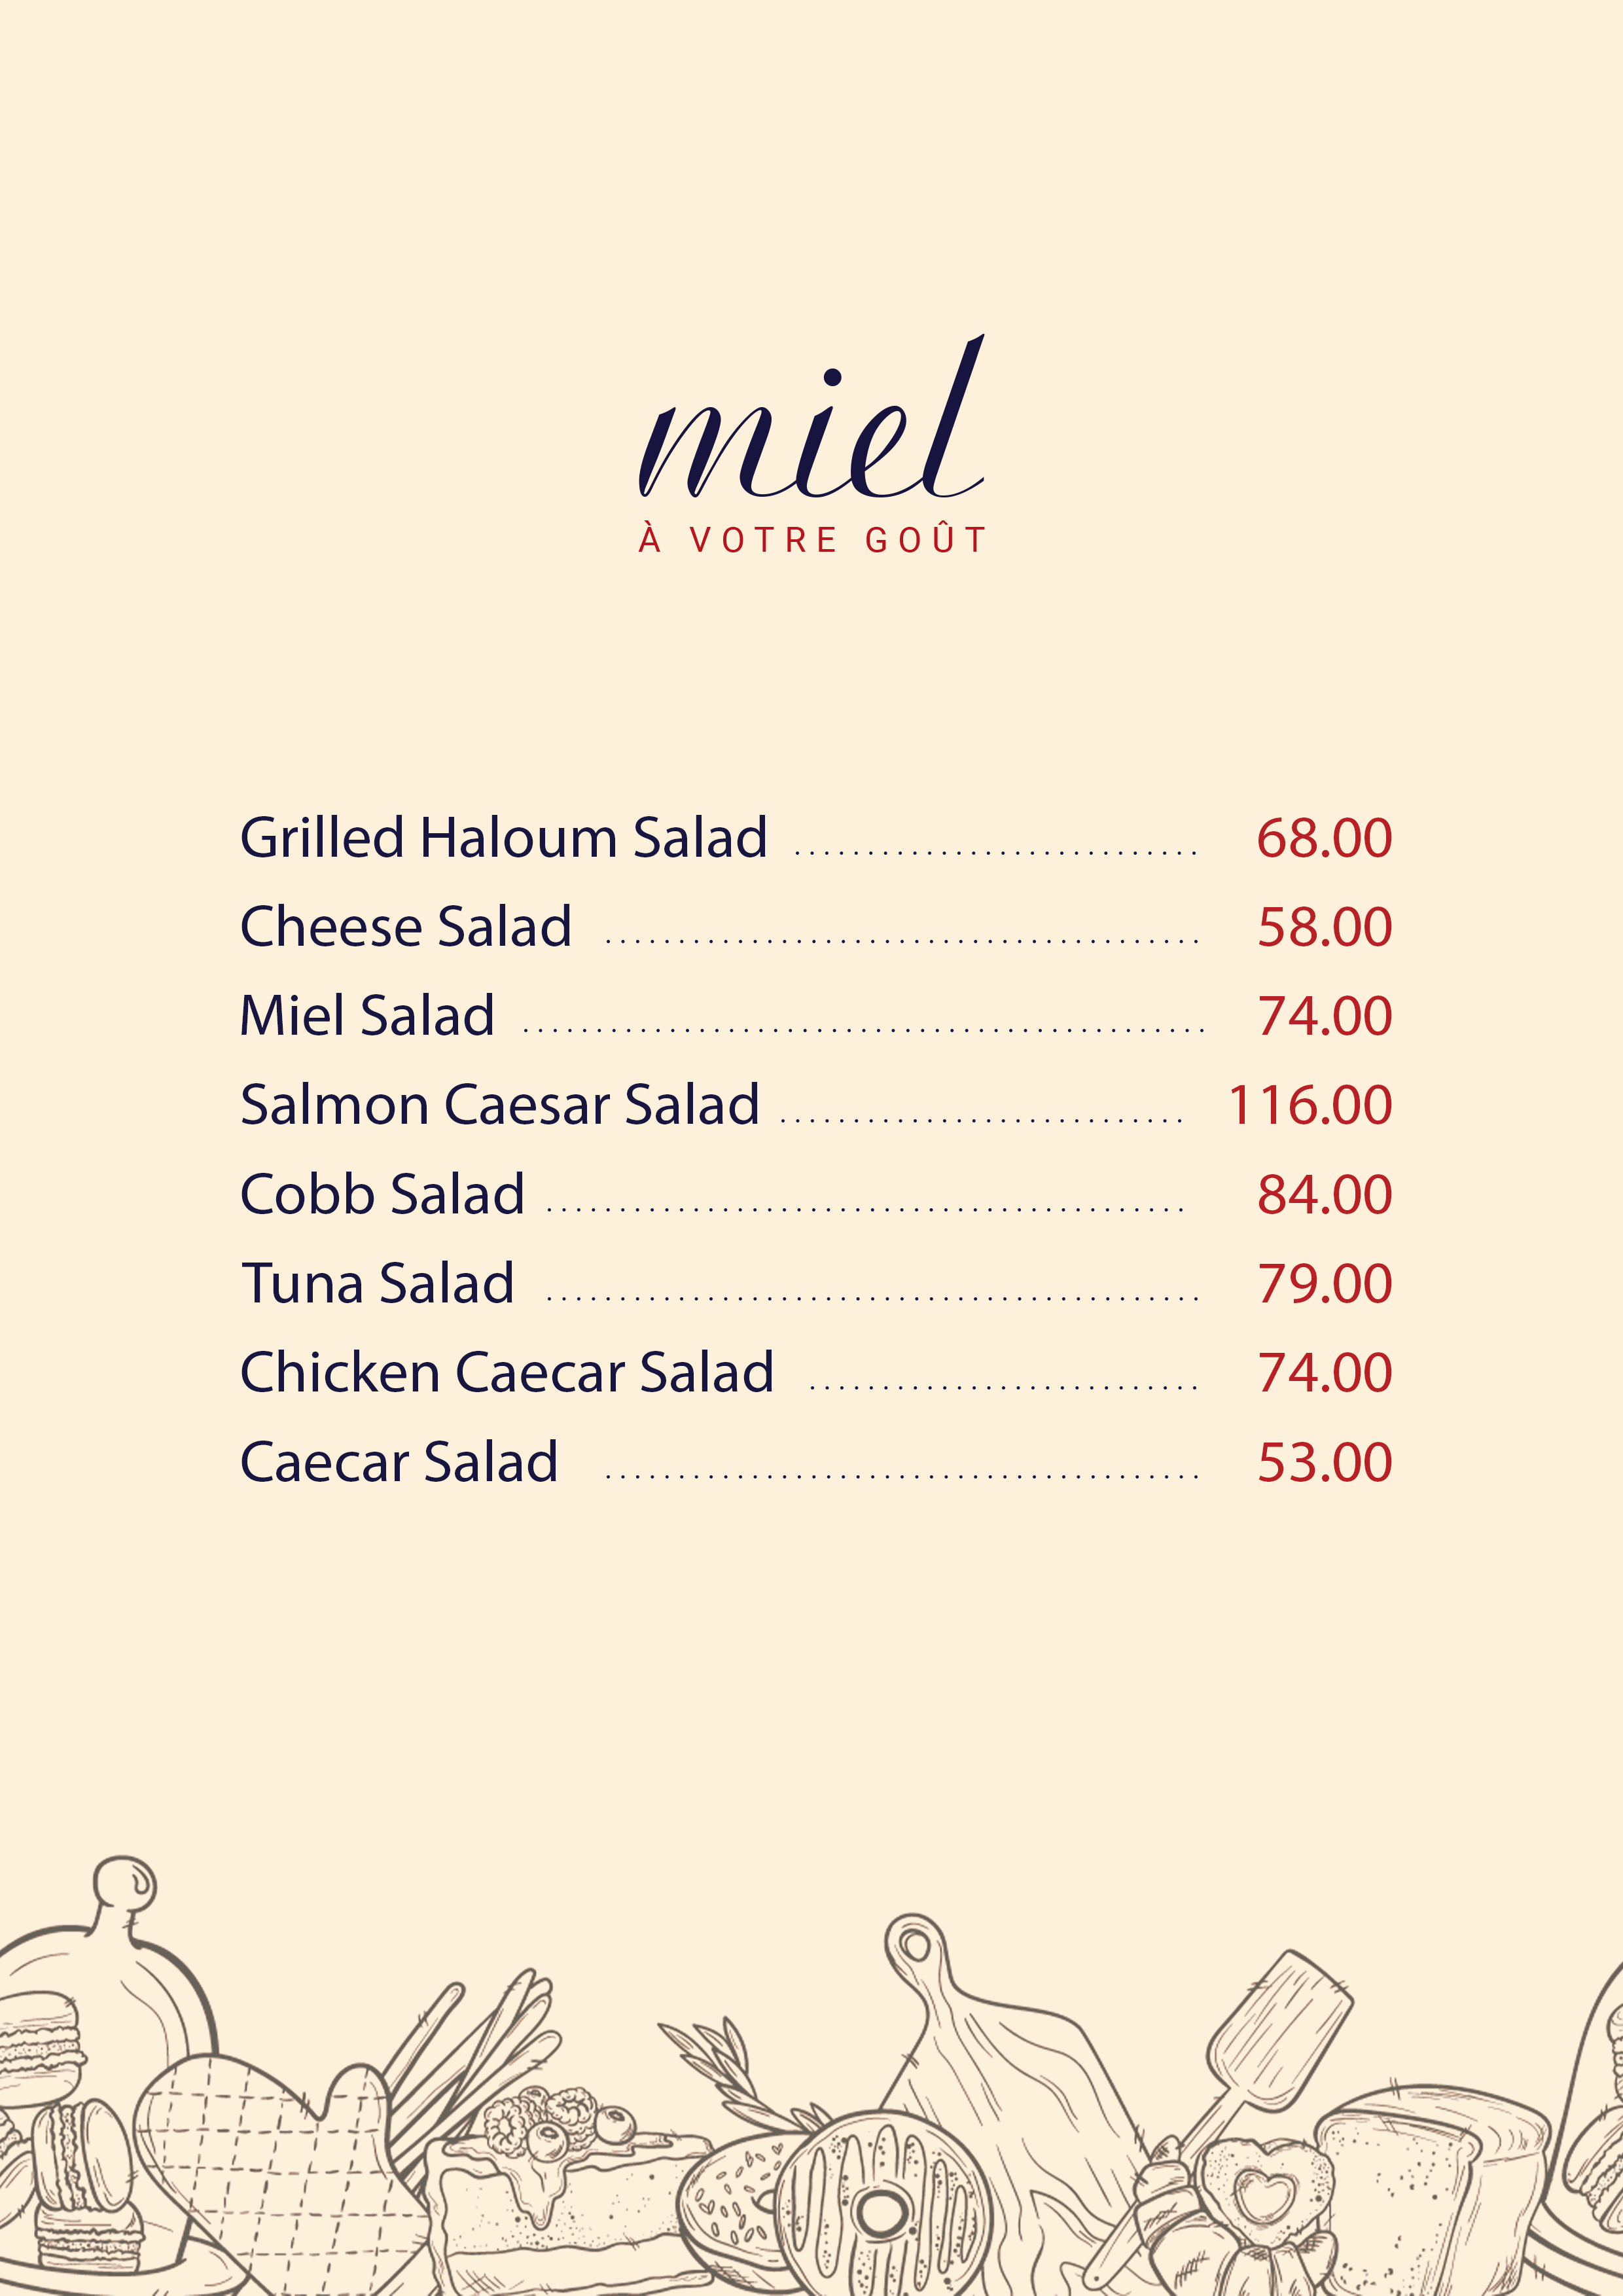 miel
À VOTRE GOÛT
Grilled Haloum Salad ........................... 68.00
Cheese Salad ......................................... 58.00
Miel Salad ............................................... 74.00
Salmon Caesar Salad ............................ 116.00
Cobb Salad ............................................ 84.00
Tuna Salad ............................................. 79.00
Chicken Caecar Salad ........................... 74.00
Caecar Salad ......................................... 53.00